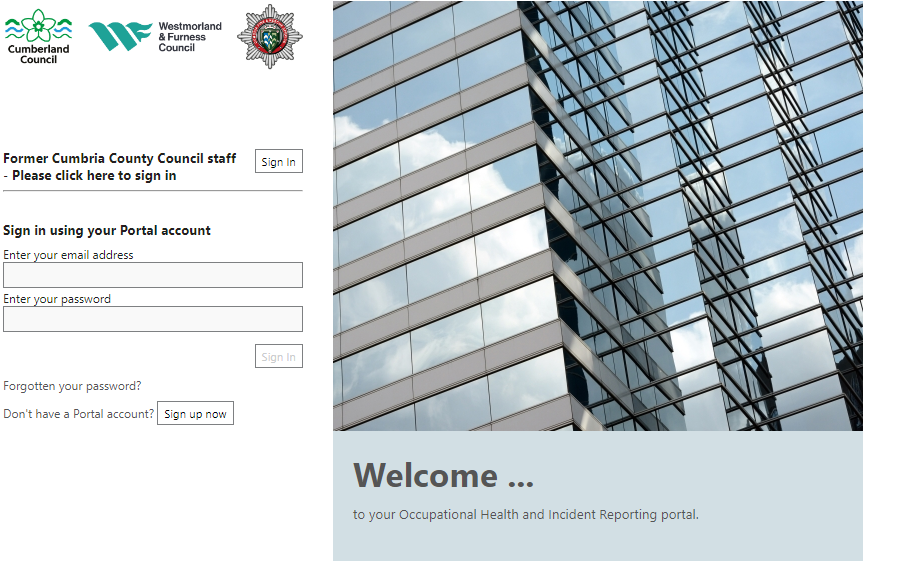 Cumberland
Council
Westmorland
& Furness
Council
Former Cumbria County Council staff
- Please click here to sign in
Sign In
Sign in using your Portal account
Enter your email address
Enter your password
Sign In
Forgotten your password?
Don't have a Portal account?
Sign up now
Welcome ...
to your Occupational Health and Incident Reporting portal.